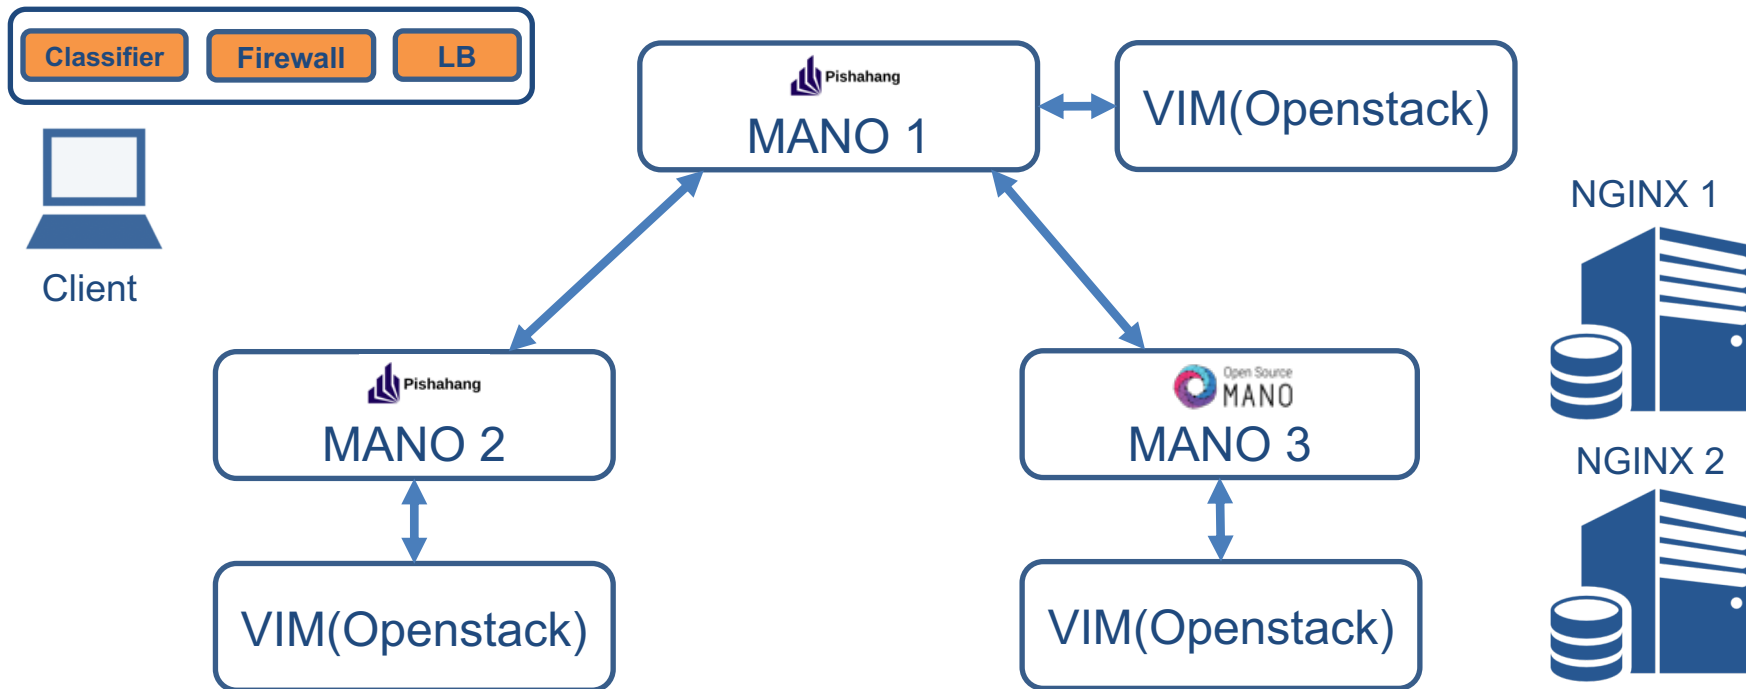 Classifier
Firewall
LB
Pishahang
MANO 1
VIM(Openstack)
Client
NGINX 1
Pishahang
MANO 2
Open Source
MANO
MANO 3
NGINX 2
VIM(Openstack)
VIM(Openstack)